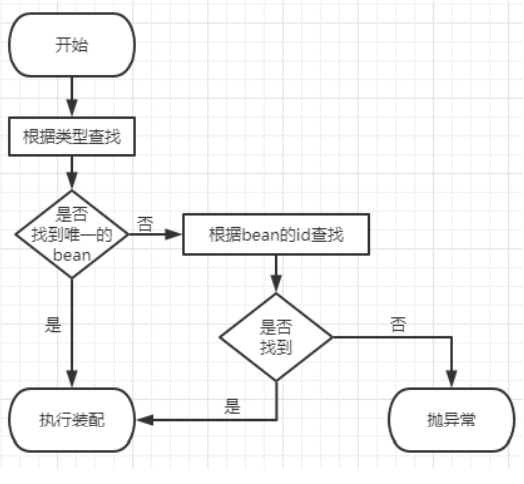 开始
根据类型查找
是否
找到唯一的
bean
否
根据bean的id查找
是
是否
找到
否
执行装配
是
抛异常